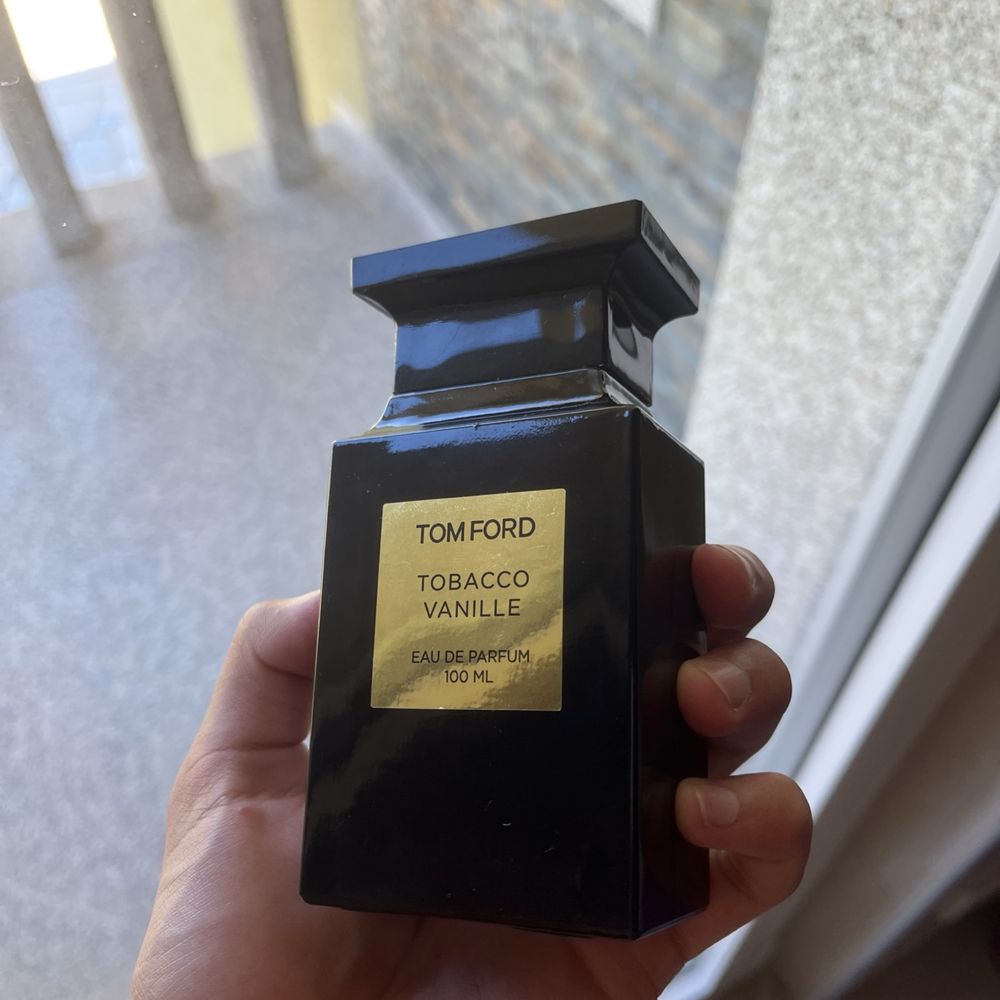 TOM FORD
TOBACCO
VANILLE
EAU DE PARFUM
100 ML